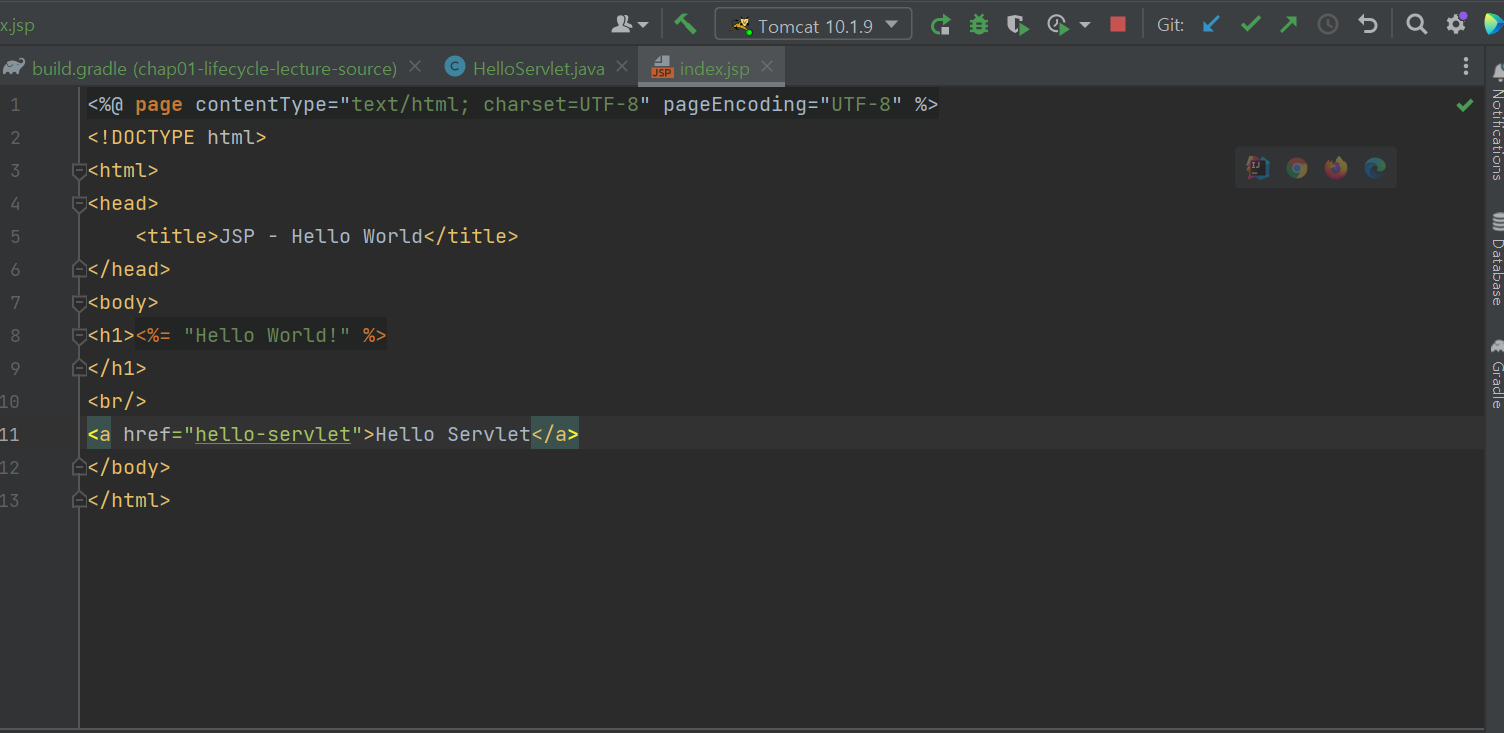 x.jsp
Tomcat 10.1.9
Git:
build.gradle (chap01-lifecycle-lecture-source)
C HelloServlet.java
JSP index.jsp
1 <%@ page contentType="text/html; charset=UTF-8" pageEncoding="UTF-8" %>
2 <!DOCTYPE html>
3 <html>
4 <head>
5     <title>JSP - Hello World</title>
6 </head>
7 <body>
8 <h1><%= "Hello World!" %>
9 </h1>
10 <br/>
11 <a href="hello-servlet">Hello Servlet</a>
12 </body>
13 </html>
Notifications
Database
Gradle